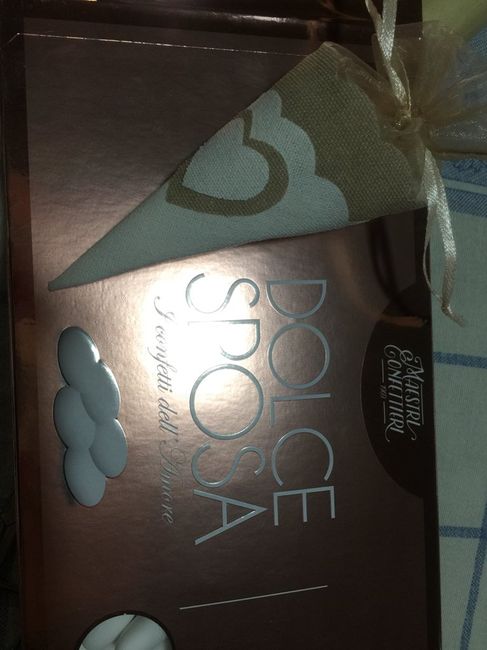 MAESTRI
CONFETTIERI
DOLCE
SPOSA
I confetti dell'Amore